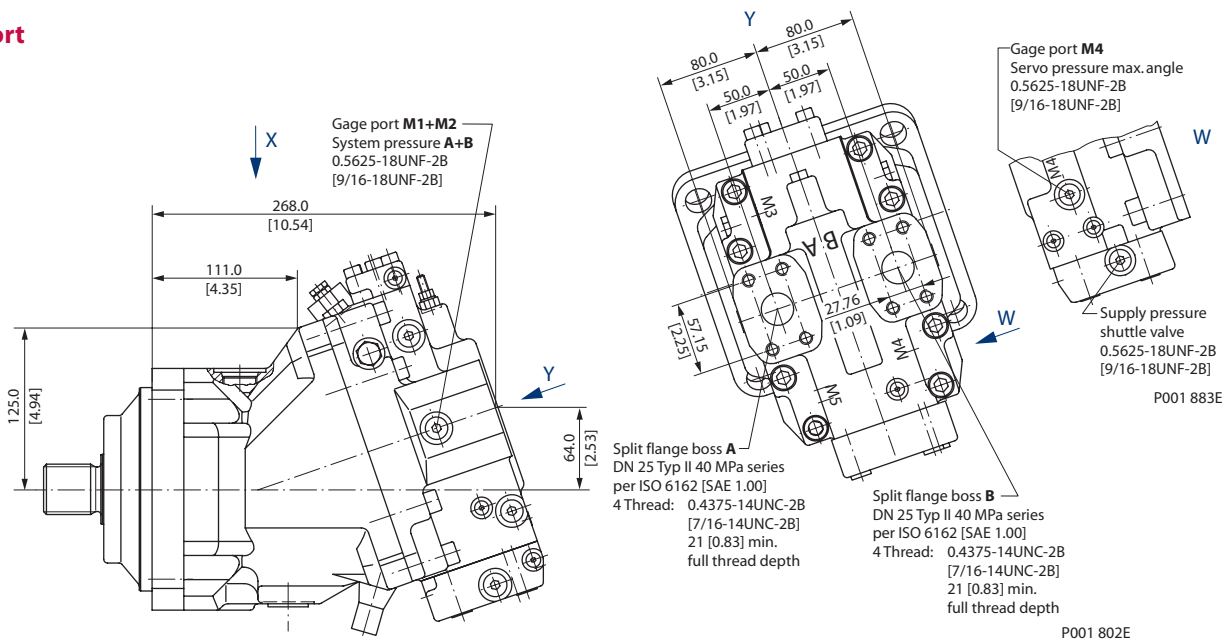 ort
X
Gage port M1+M2
System pressure A+B
0.5625-18UNF-2B
[9/16-18UNF-2B]
268.0
[10.54]
111.0
[4.35]
125.0
[4.94]
Y
64.0
[2.53]
Y
80.0
[3.15]
80.0
[3.15]
50.0
[1.97]
50.0
[1.97]
M3
B A
27.76
[1.09]
57.15
[2.25]
M4
M5
W
Split flange boss A
DN 25 Typ II 40 MPa series
per ISO 6162 [SAE 1.00]
4 Thread: 0.4375-14UNC-2B
[7/16-14UNC-2B]
21 [0.83] min.
full thread depth
Split flange boss B
DN 25 Typ II 40 MPa series
per ISO 6162 [SAE 1.00]
4 Thread: 0.4375-14UNC-2B
[7/16-14UNC-2B]
21 [0.83] min.
full thread depth
P001 802E
Gage port M4
Servo pressure max. angle
0.5625-18UNF-2B
[9/16-18UNF-2B]
W
M4
Supply pressure
shuttle valve
0.5625-18UNF-2B
[9/16-18UNF-2B]
P001 883E